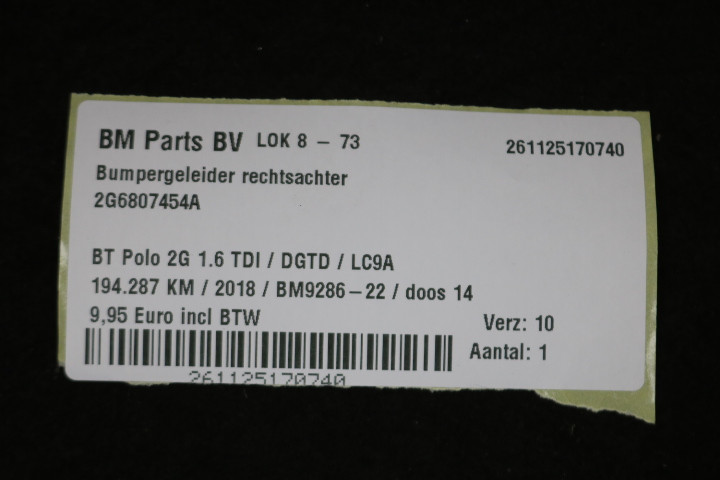 BM Parts BV LOK 8 – 73 261125170740
Bumpergeleider rechtsachter
2G6807454A
BT Polo 2G 1.6 TDI / DGTD / LC9A
194.287 KM / 2018 / BM9286–22 / doos 14
9,95 Euro incl BTW Verz: 10
Aantal: 1
261125170740